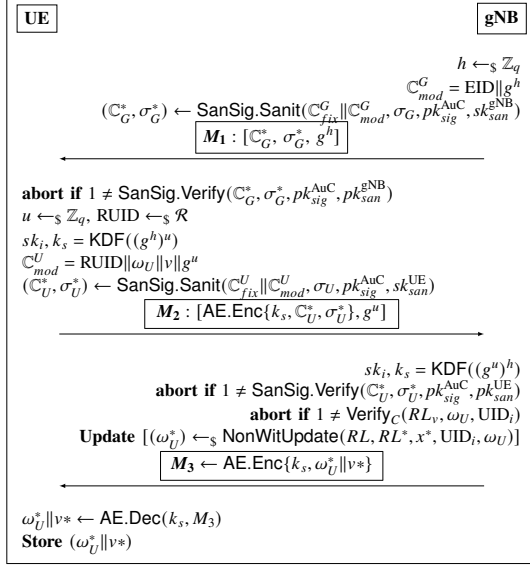 UE gNB
h ←$ ℤq
ℂ^G_mod = EID‖g^h
(ℂ*_G, σ*_G) ← SanSig.Sanit(ℂ^G_fix‖ℂ^G_mod, σ_G, pk^AuC_sig, sk^gNB_san)
M₁ : [ℂ*_G, σ*_G, g^h]
abort if 1 ≠ SanSig.Verify(ℂ*_G, σ*_G, pk^AuC_sig, pk^gNB_san)
u ←$ ℤq, RUID ←$ ℛ
sk_i, k_s = KDF((g^h)^u)
ℂ^U_mod = RUID‖ω_U‖v‖g^u
(ℂ*_U, σ*_U) ← SanSig.Sanit(ℂ^U_fix‖ℂ^U_mod, σ_U, pk^AuC_sig, sk^UE_san)
M₂ : [AE.Enc{k_s, ℂ*_U, σ*_U}, g^u]
sk_i, k_s = KDF((g^u)^h)
abort if 1 ≠ SanSig.Verify(ℂ*_U, σ*_U, pk^AuC_sig, pk^UE_san)
abort if 1 ≠ Verify_C(RL_v, ω_U, UID_i)
Update [(ω*_U) ←$ NonWitUpdate(RL, RL*, x*, UID_i, ω_U)]
M₃ ← AE.Enc{k_s, ω*_U‖v*}
ω*_U‖v* ← AE.Dec(k_s, M₃)
Store (ω*_U‖v*)